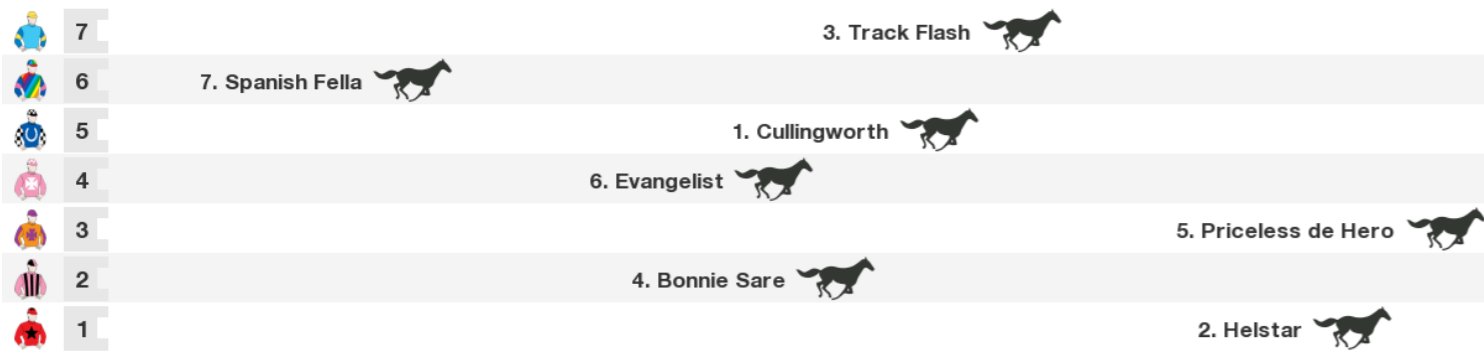 7 3. Track Flash
6 7. Spanish Fella
5 1. Cullingworth
4 6. Evangelist
3 5. Priceless de Hero
2 4. Bonnie Sare
1 2. Helstar